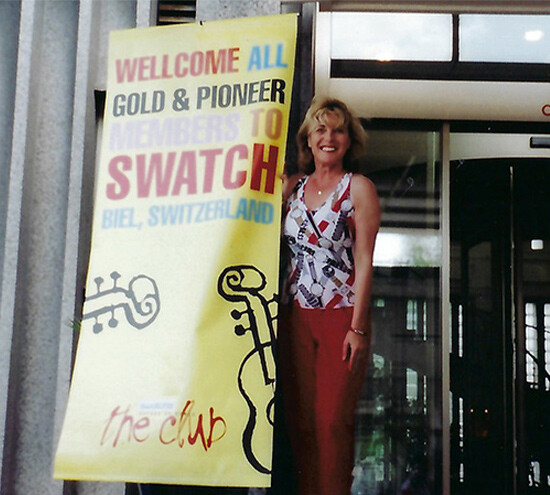 WELLCOME ALL
GOLD & PIONEER
MEMBERS TO
SWATCH
BIEL, SWITZERLAND
the club